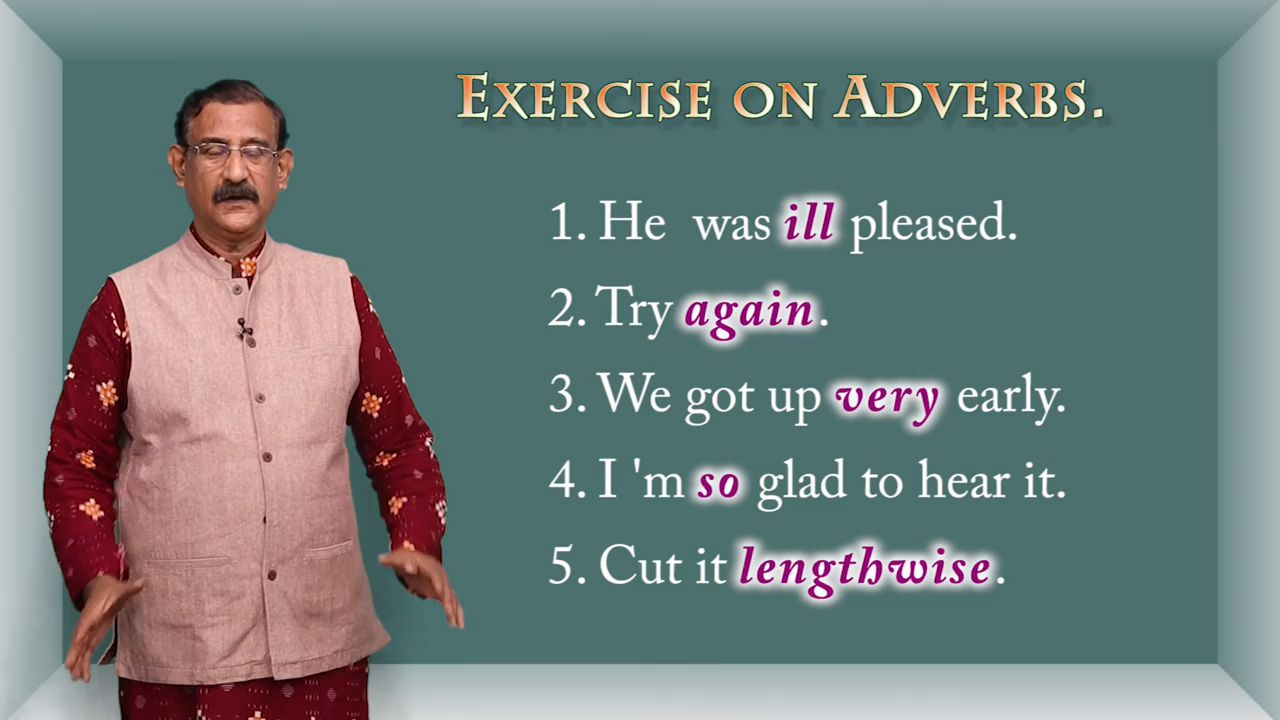 EXERCISE ON ADVERBS.
1. He was ill pleased.
2. Try again.
3. We got up very early.
4. I 'm so glad to hear it.
5. Cut it lengthwise.